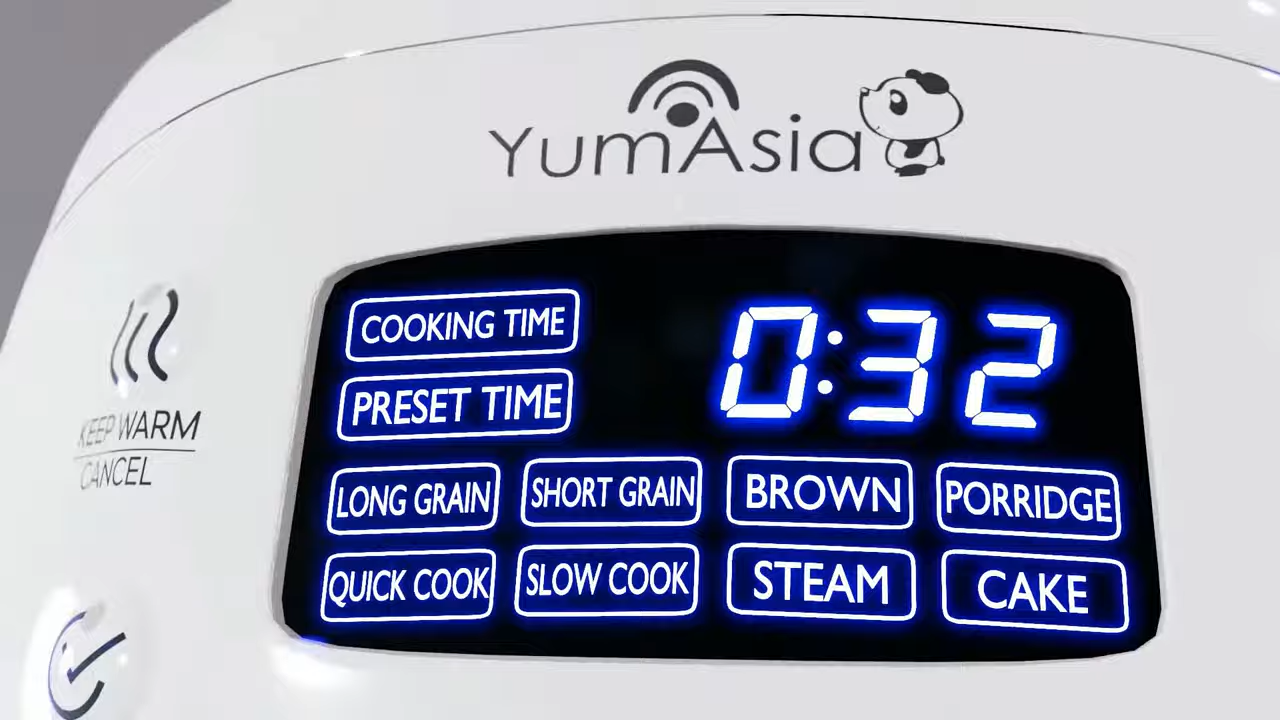 YumAsia
COOKING TIME
0:32
PRESET TIME
KEEP WARM
CANCEL
LONG GRAIN SHORT GRAIN BROWN PORRIDGE
QUICK COOK SLOW COOK STEAM CAKE